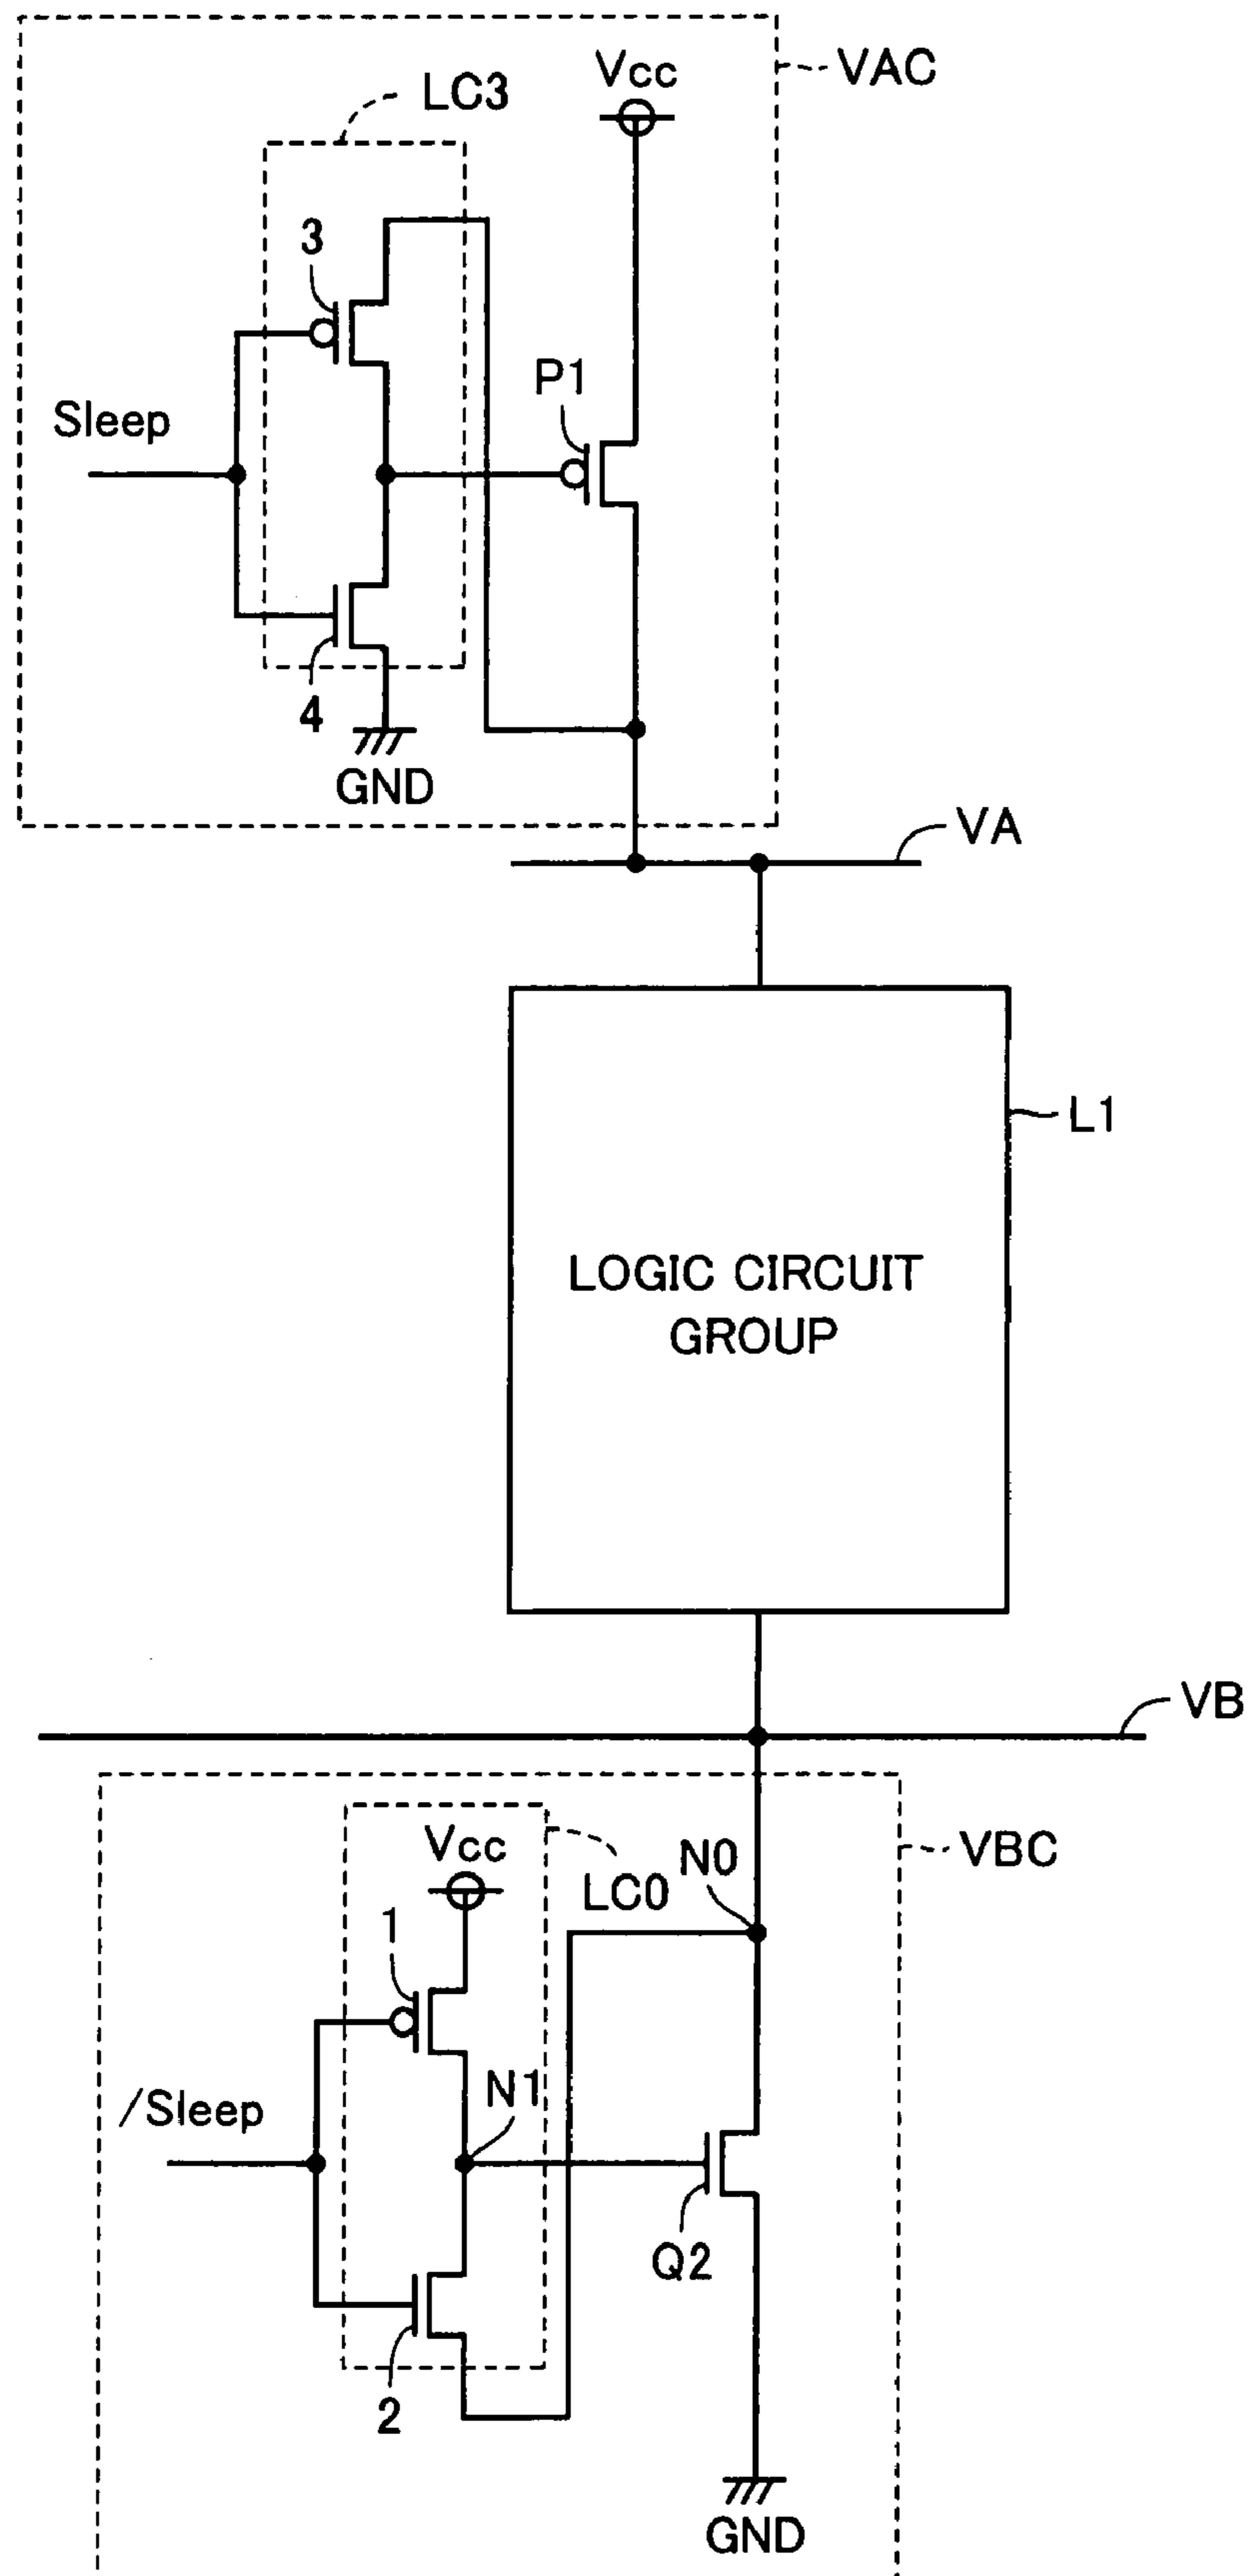 VAC
Vcc
LC3
3
P1
Sleep
4
GND
VA
L1
LOGIC CIRCUIT
GROUP
VB
Vcc
N0
VBC
LC0
1
N1
/Sleep
Q2
2
GND